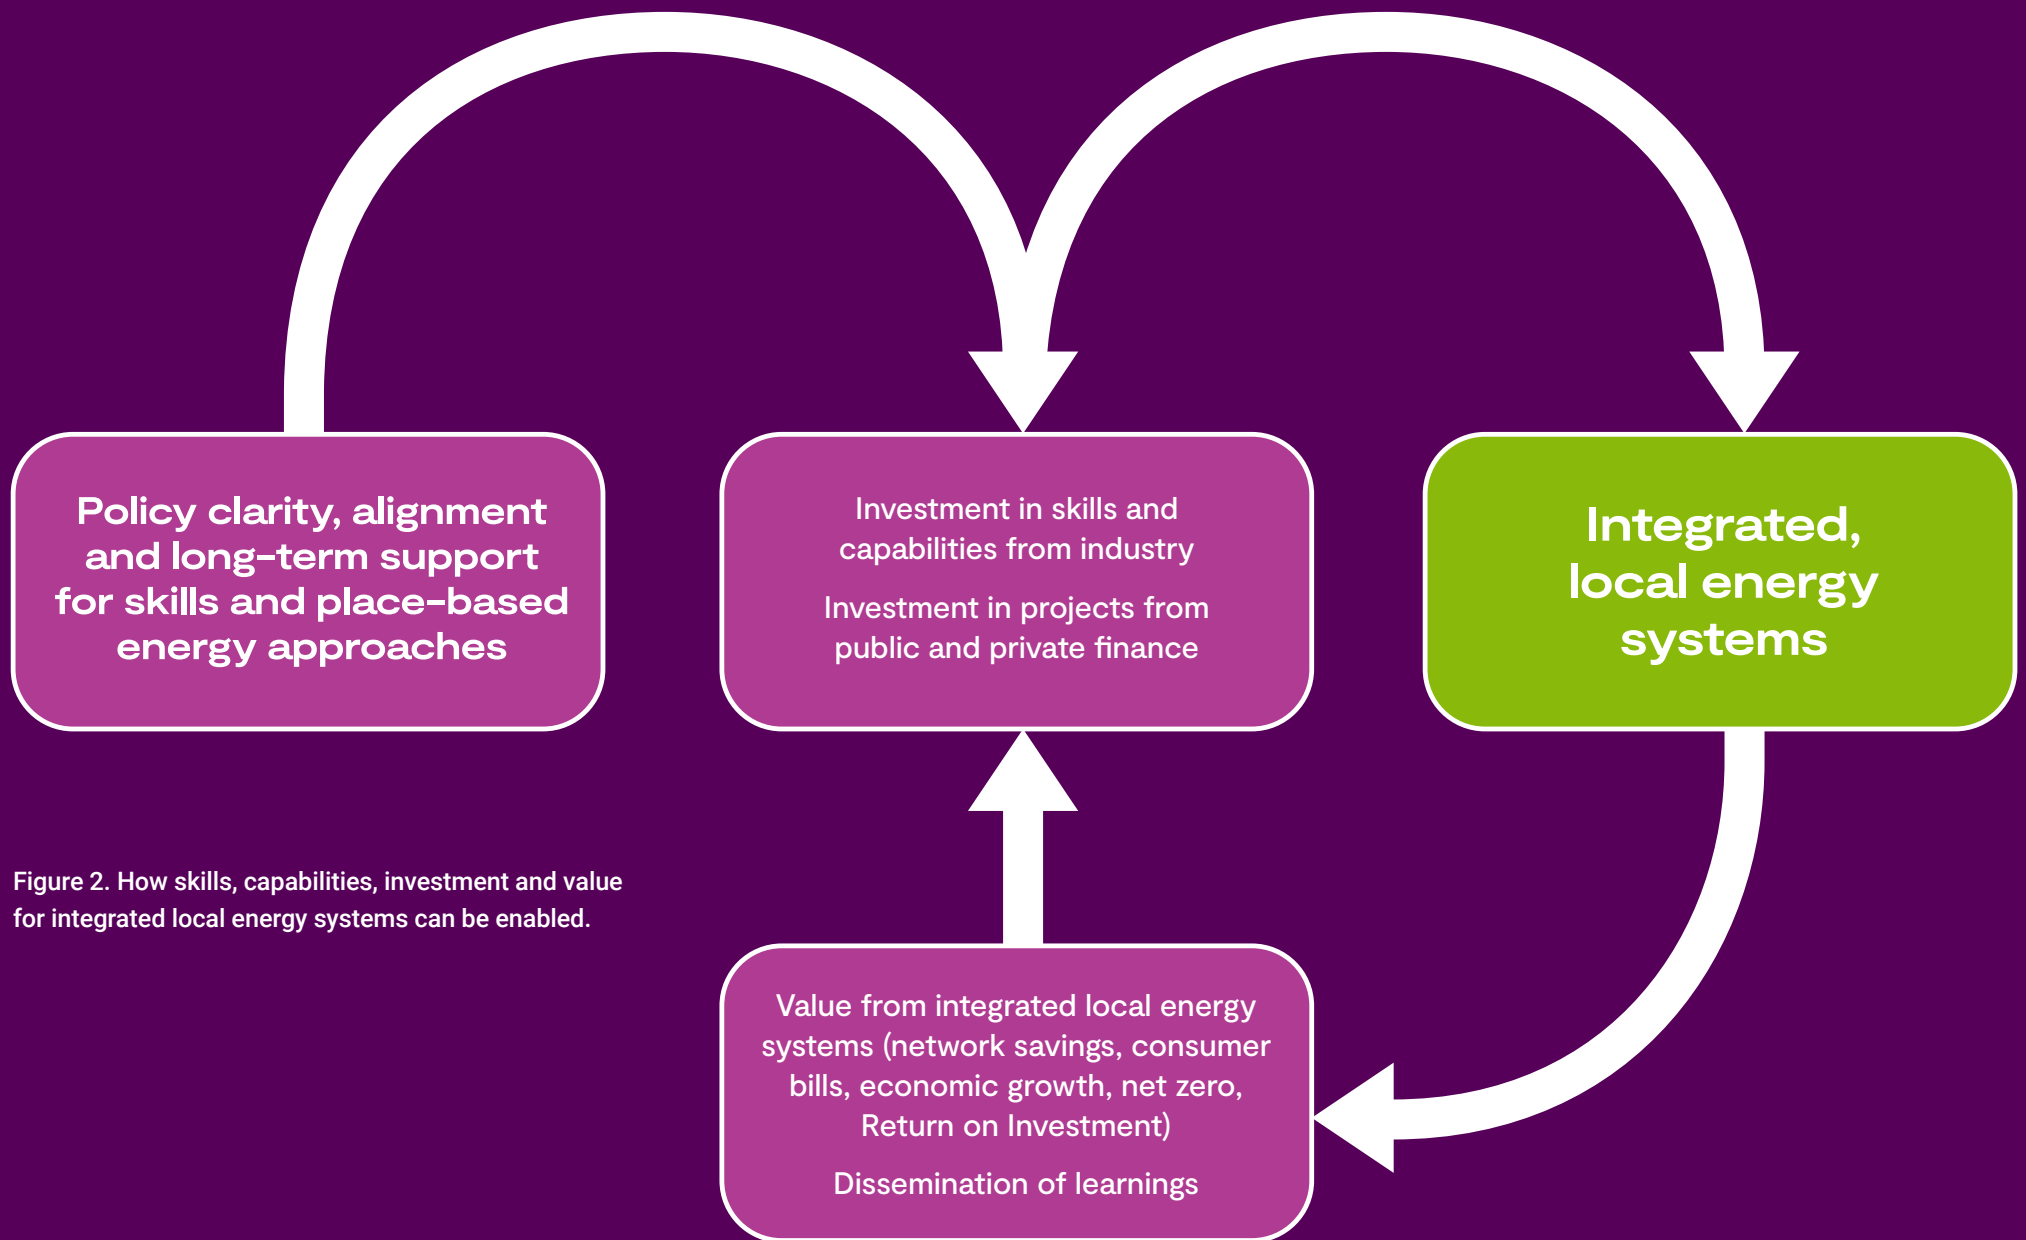 Policy clarity, alignment
and long-term support
for skills and place-based
energy approaches
Investment in skills and
capabilities from industry
Investment in projects from
public and private finance
Integrated,
local energy
systems
Figure 2. How skills, capabilities, investment and value
for integrated local energy systems can be enabled.
Value from integrated local energy
systems (network savings, consumer
bills, economic growth, net zero,
Return on Investment)
Dissemination of learnings